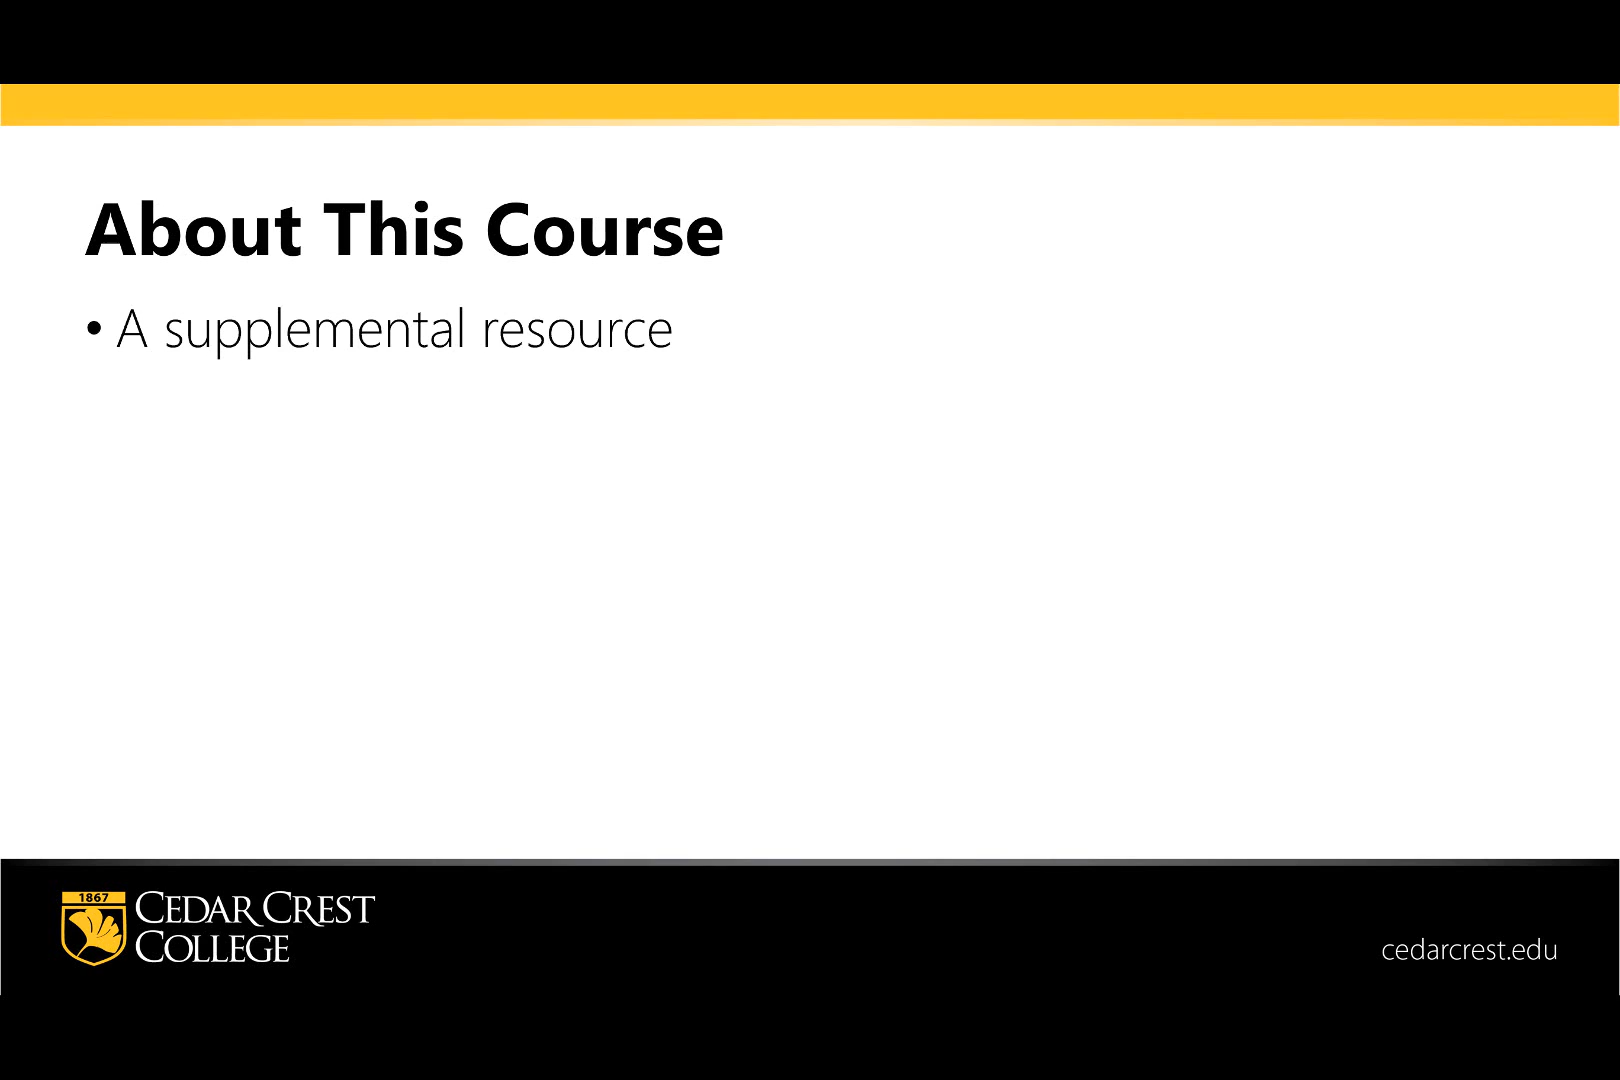 About This Course
• A supplemental resource
1867
CEDAR CREST
COLLEGE
cedarcrest.edu